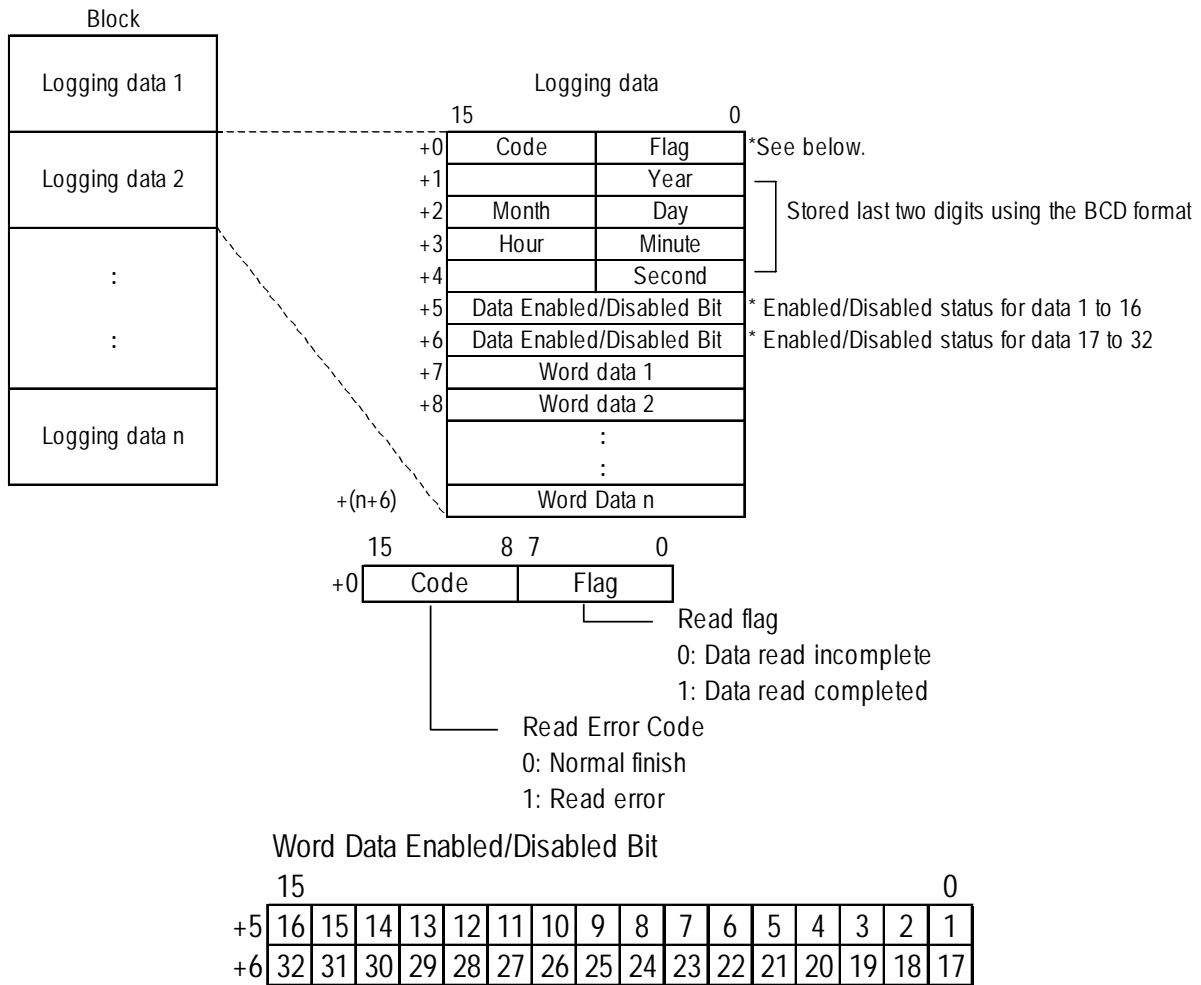 Block
Logging data 1
Logging data 2
:
:
Logging data n
Logging data
15 0
+0 Code Flag *See below.
+1 Year
+2 Month Day Stored last two digits using the BCD format
+3 Hour Minute
+4 Second
+5 Data Enabled/Disabled Bit * Enabled/Disabled status for data 1 to 16
+6 Data Enabled/Disabled Bit * Enabled/Disabled status for data 17 to 32
+7 Word data 1
+8 Word data 2
:
:
+(n+6) Word Data n
15 8 7 0
+0 Code Flag
Read flag
0: Data read incomplete
1: Data read completed
Read Error Code
0: Normal finish
1: Read error
Word Data Enabled/Disabled Bit
15 0
+5 16 15 14 13 12 11 10 9 8 7 6 5 4 3 2 1
+6 32 31 30 29 28 27 26 25 24 23 22 21 20 19 18 17